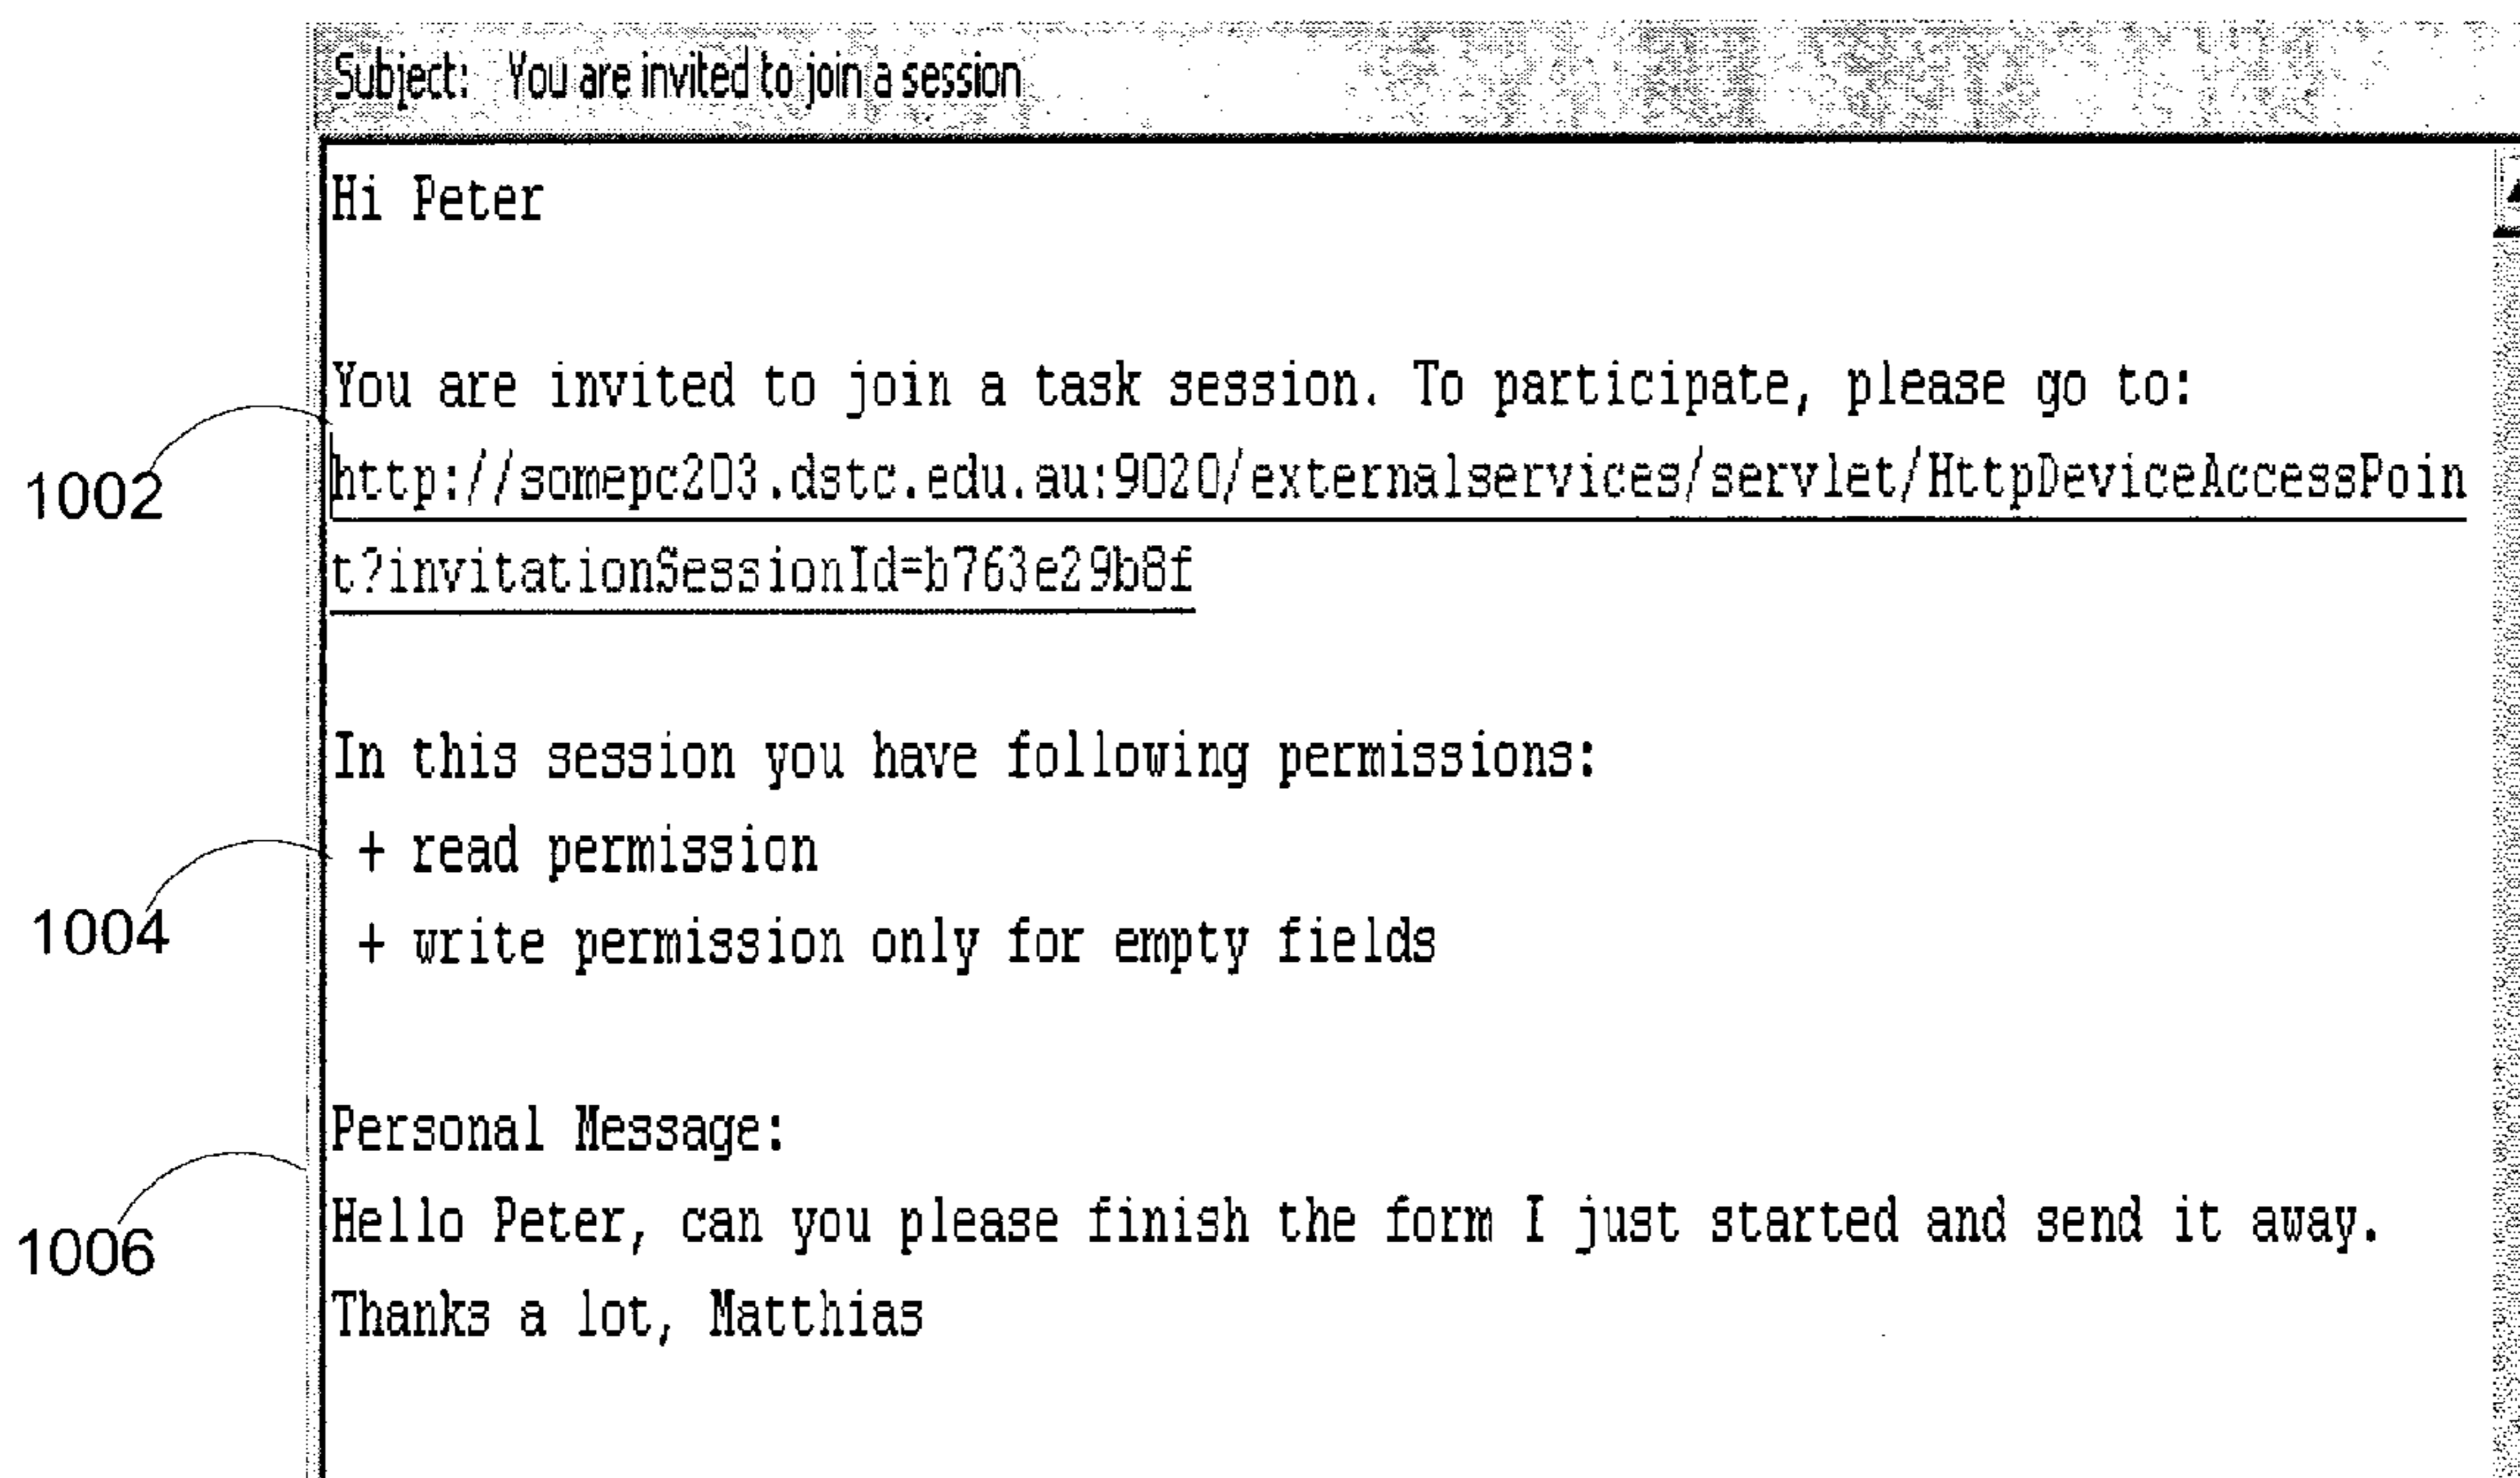 Subject: You are invited to join a session
Hi Peter
You are invited to join a task session. To participate, please go to:
1002
http://somepc203.dstc.edu.au:9020/externalservices/servlet/HttpDeviceAccessPoin
t?invitationSessionId=b763e29b8f
In this session you have following permissions:
+ read permission
1004
+ write permission only for empty fields
Personal Message:
Hello Peter, can you please finish the form I just started and send it away.
1006
Thanks a lot, Matthias